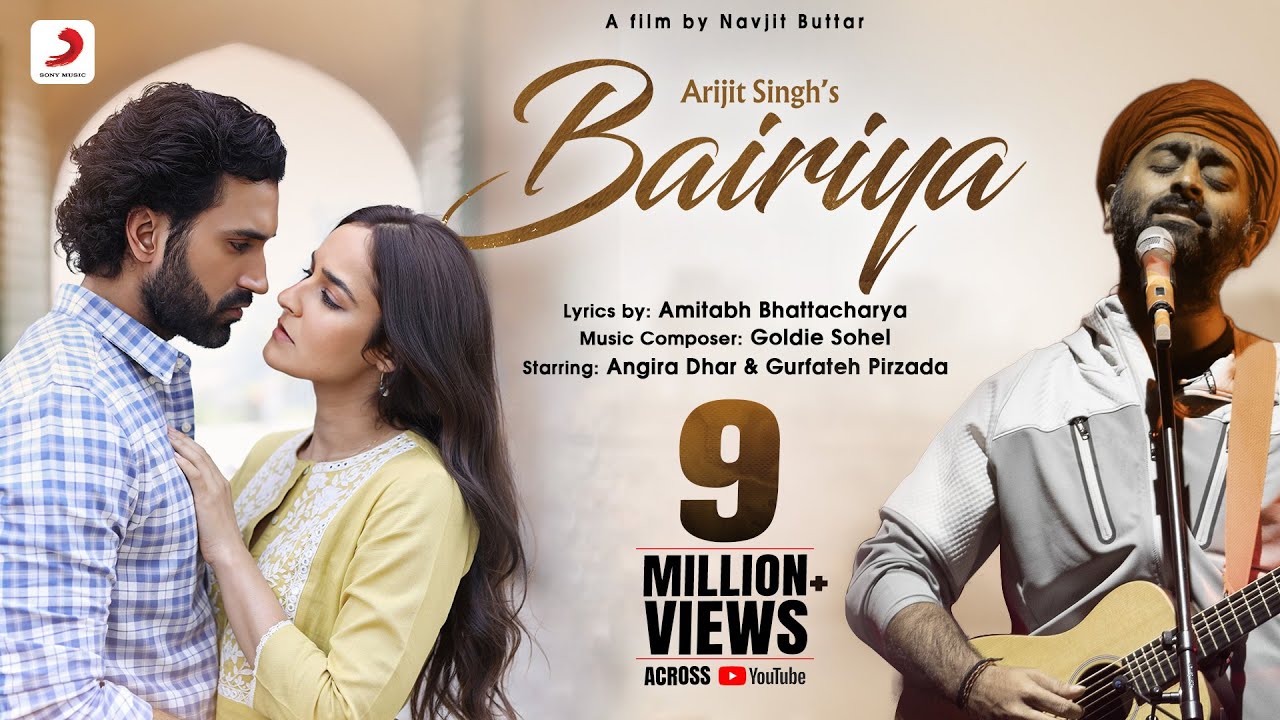 SONY MUSIC
A film by Navjit Buttar
Arijit Singh's
Bairiya
Lyrics by: Amitabh Bhattacharya
Music Composer: Goldie Sohel
Starring: Angira Dhar & Gurfateh Pirzada
9
MILLION+
VIEWS
ACROSS YouTube